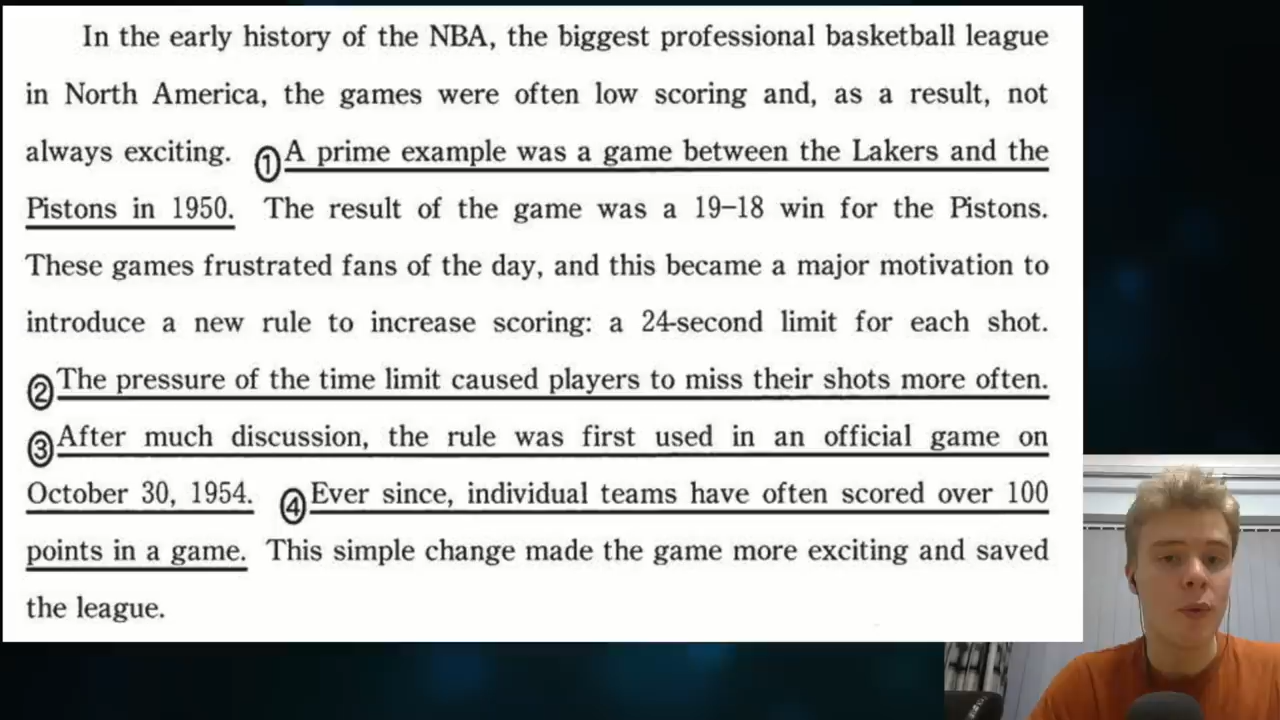 In the early history of the NBA, the biggest professional basketball league
in North America, the games were often low scoring and, as a result, not
always exciting. ①A prime example was a game between the Lakers and the
Pistons in 1950. The result of the game was a 19–18 win for the Pistons.
These games frustrated fans of the day, and this became a major motivation to
introduce a new rule to increase scoring: a 24-second limit for each shot.
②The pressure of the time limit caused players to miss their shots more often.
③After much discussion, the rule was first used in an official game on
October 30, 1954. ④Ever since, individual teams have often scored over 100
points in a game. This simple change made the game more exciting and saved
the league.